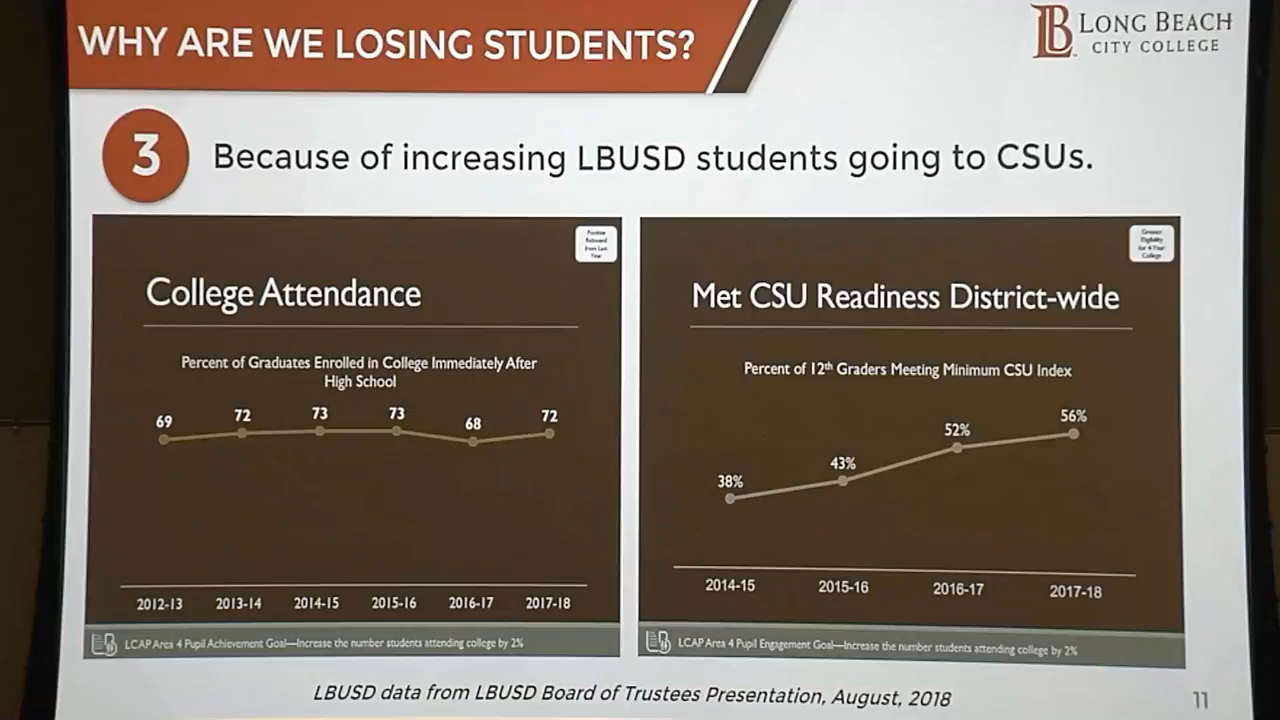 WHY ARE WE LOSING STUDENTS?
LB LONG BEACH
CITY COLLEGE
3
Because of increasing LBUSD students going to CSUs.
Positive
Rebound
from Last
Year
College Attendance
Percent of Graduates Enrolled in College Immediately After
High School
69 72 73 73 68 72
2012-13 2013-14 2014-15 2015-16 2016-17 2017-18
LCAP Area 4 Pupil Achievement Goal—Increase the number students attending college by 2%
Greater
Eligibility
for 4-Year
College
Met CSU Readiness District-wide
Percent of 12th Graders Meeting Minimum CSU Index
38% 43% 52% 56%
2014-15 2015-16 2016-17 2017-18
LCAP Area 4 Pupil Engagement Goal—Increase the number students attending college by 2%
LBUSD data from LBUSD Board of Trustees Presentation, August, 2018
11